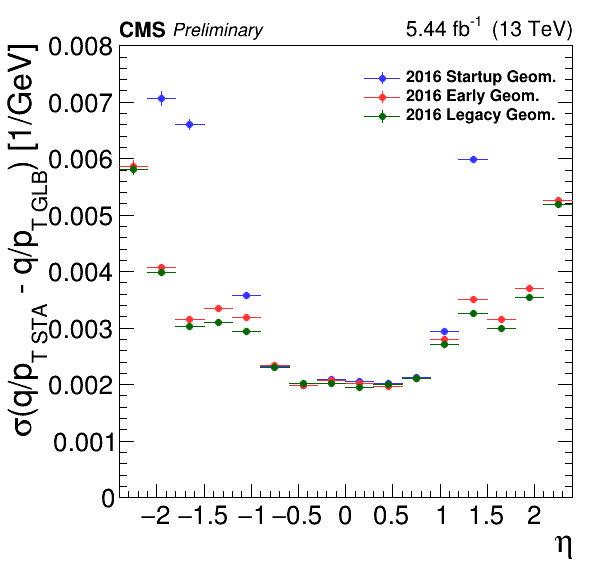 CMS Preliminary 5.44 fb⁻¹ (13 TeV)
σ(q/p_T STA - q/p_T GLB) [1/GeV]
0.008
0.007
0.006
0.005
0.004
0.003
0.002
0.001
0
2016 Startup Geom.
2016 Early Geom.
2016 Legacy Geom.
−2 −1.5 −1 −0.5 0 0.5 1 1.5 2
η